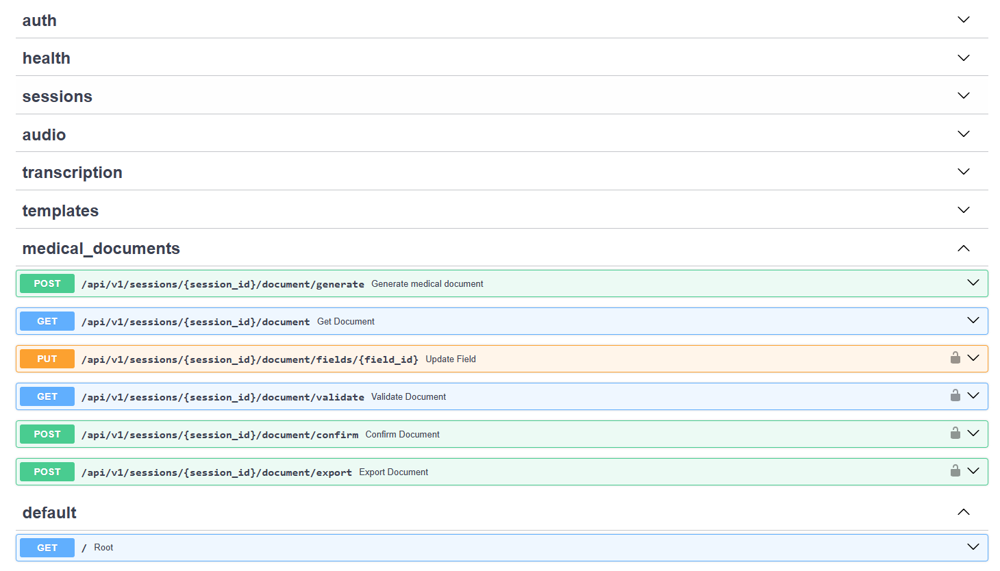 auth
health
sessions
audio
transcription
templates
medical_documents
POST /api/v1/sessions/{session_id}/document/generate Generate medical document
GET /api/v1/sessions/{session_id}/document Get Document
PUT /api/v1/sessions/{session_id}/document/fields/{field_id} Update Field
GET /api/v1/sessions/{session_id}/document/validate Validate Document
POST /api/v1/sessions/{session_id}/document/confirm Confirm Document
POST /api/v1/sessions/{session_id}/document/export Export Document
default
GET / Root